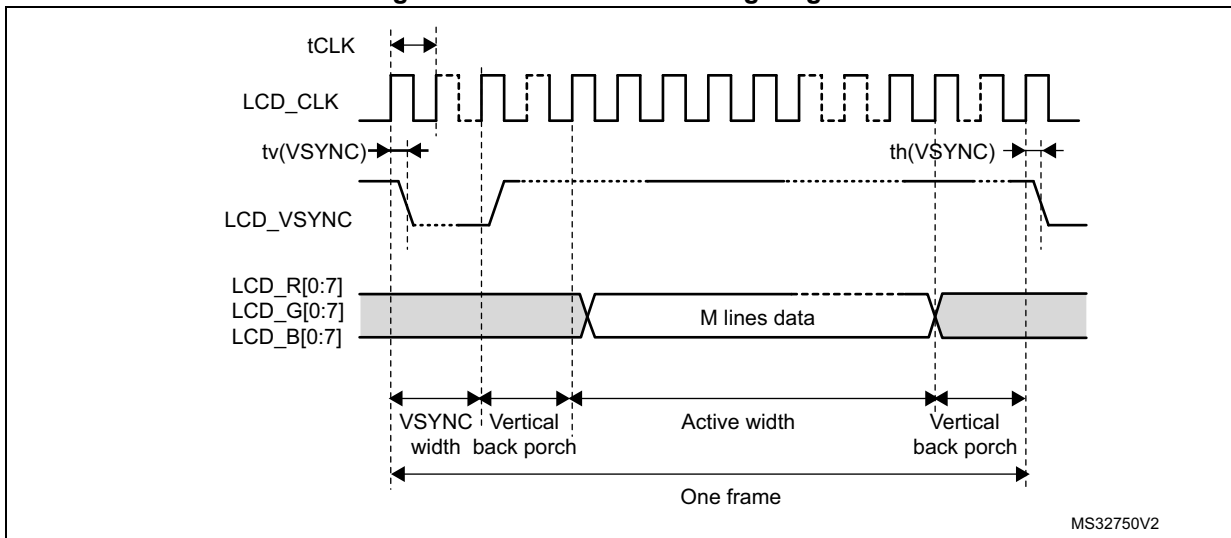 tCLK
LCD_CLK
tv(VSYNC)
th(VSYNC)
LCD_VSYNC
LCD_R[0:7]
LCD_G[0:7]
LCD_B[0:7]
M lines data
VSYNC width
Vertical back porch
Active width
Vertical back porch
One frame
MS32750V2